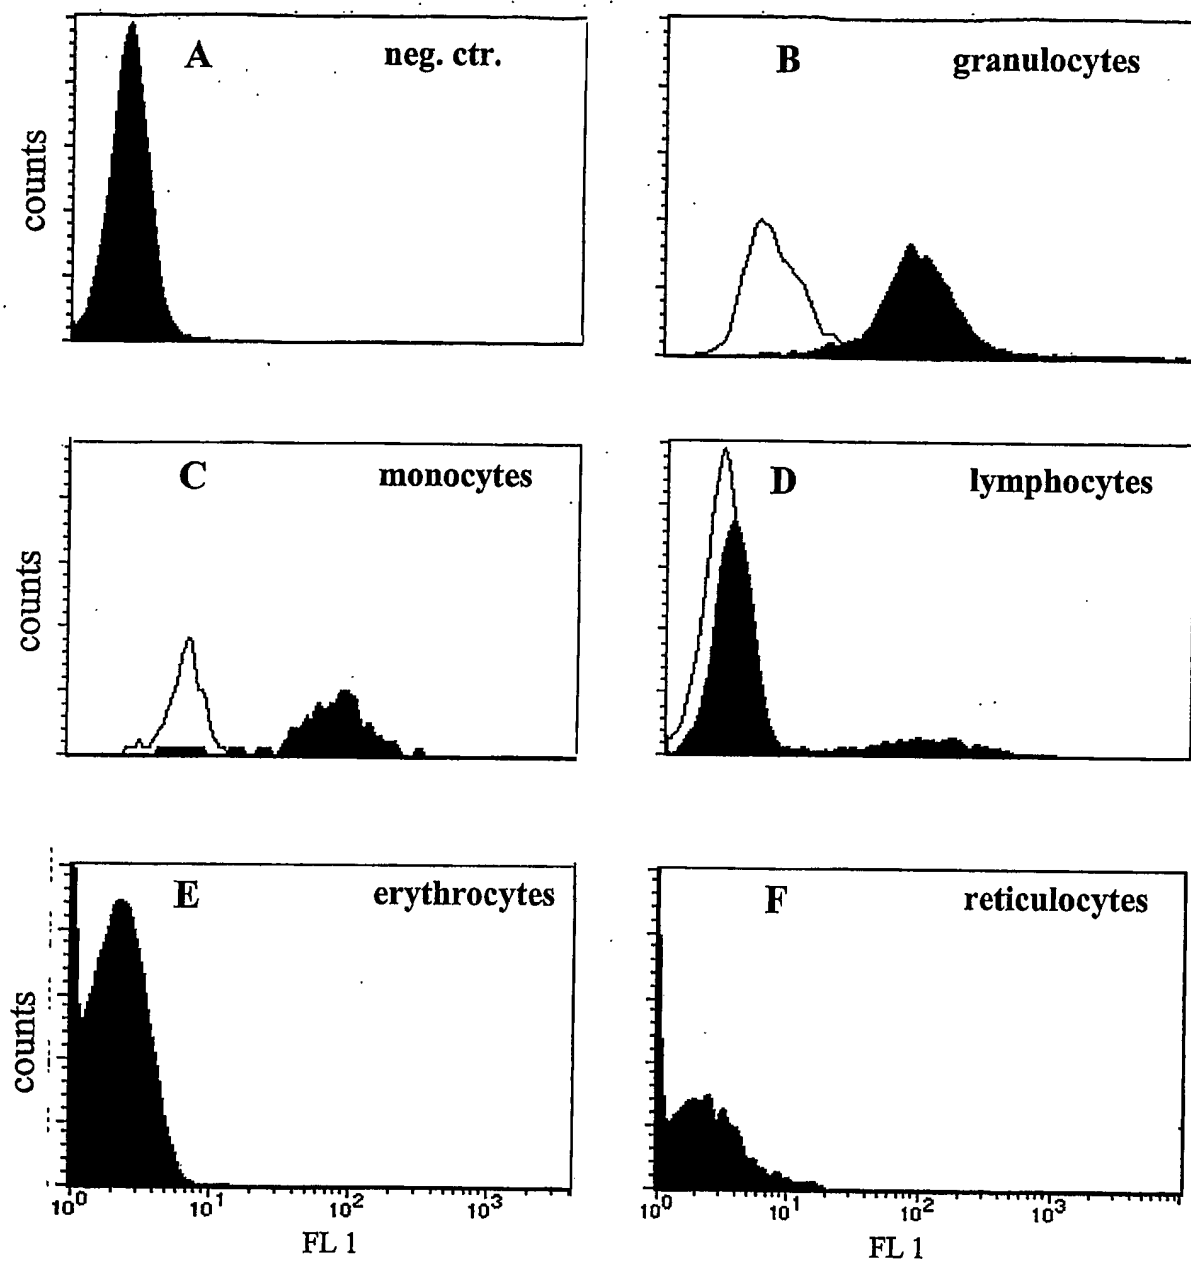 A neg. ctr.
B granulocytes
counts
C monocytes
D lymphocytes
counts
E erythrocytes
F reticulocytes
counts
10⁰ 10¹ 10² 10³
10⁰ 10¹ 10² 10³
FL 1
FL 1